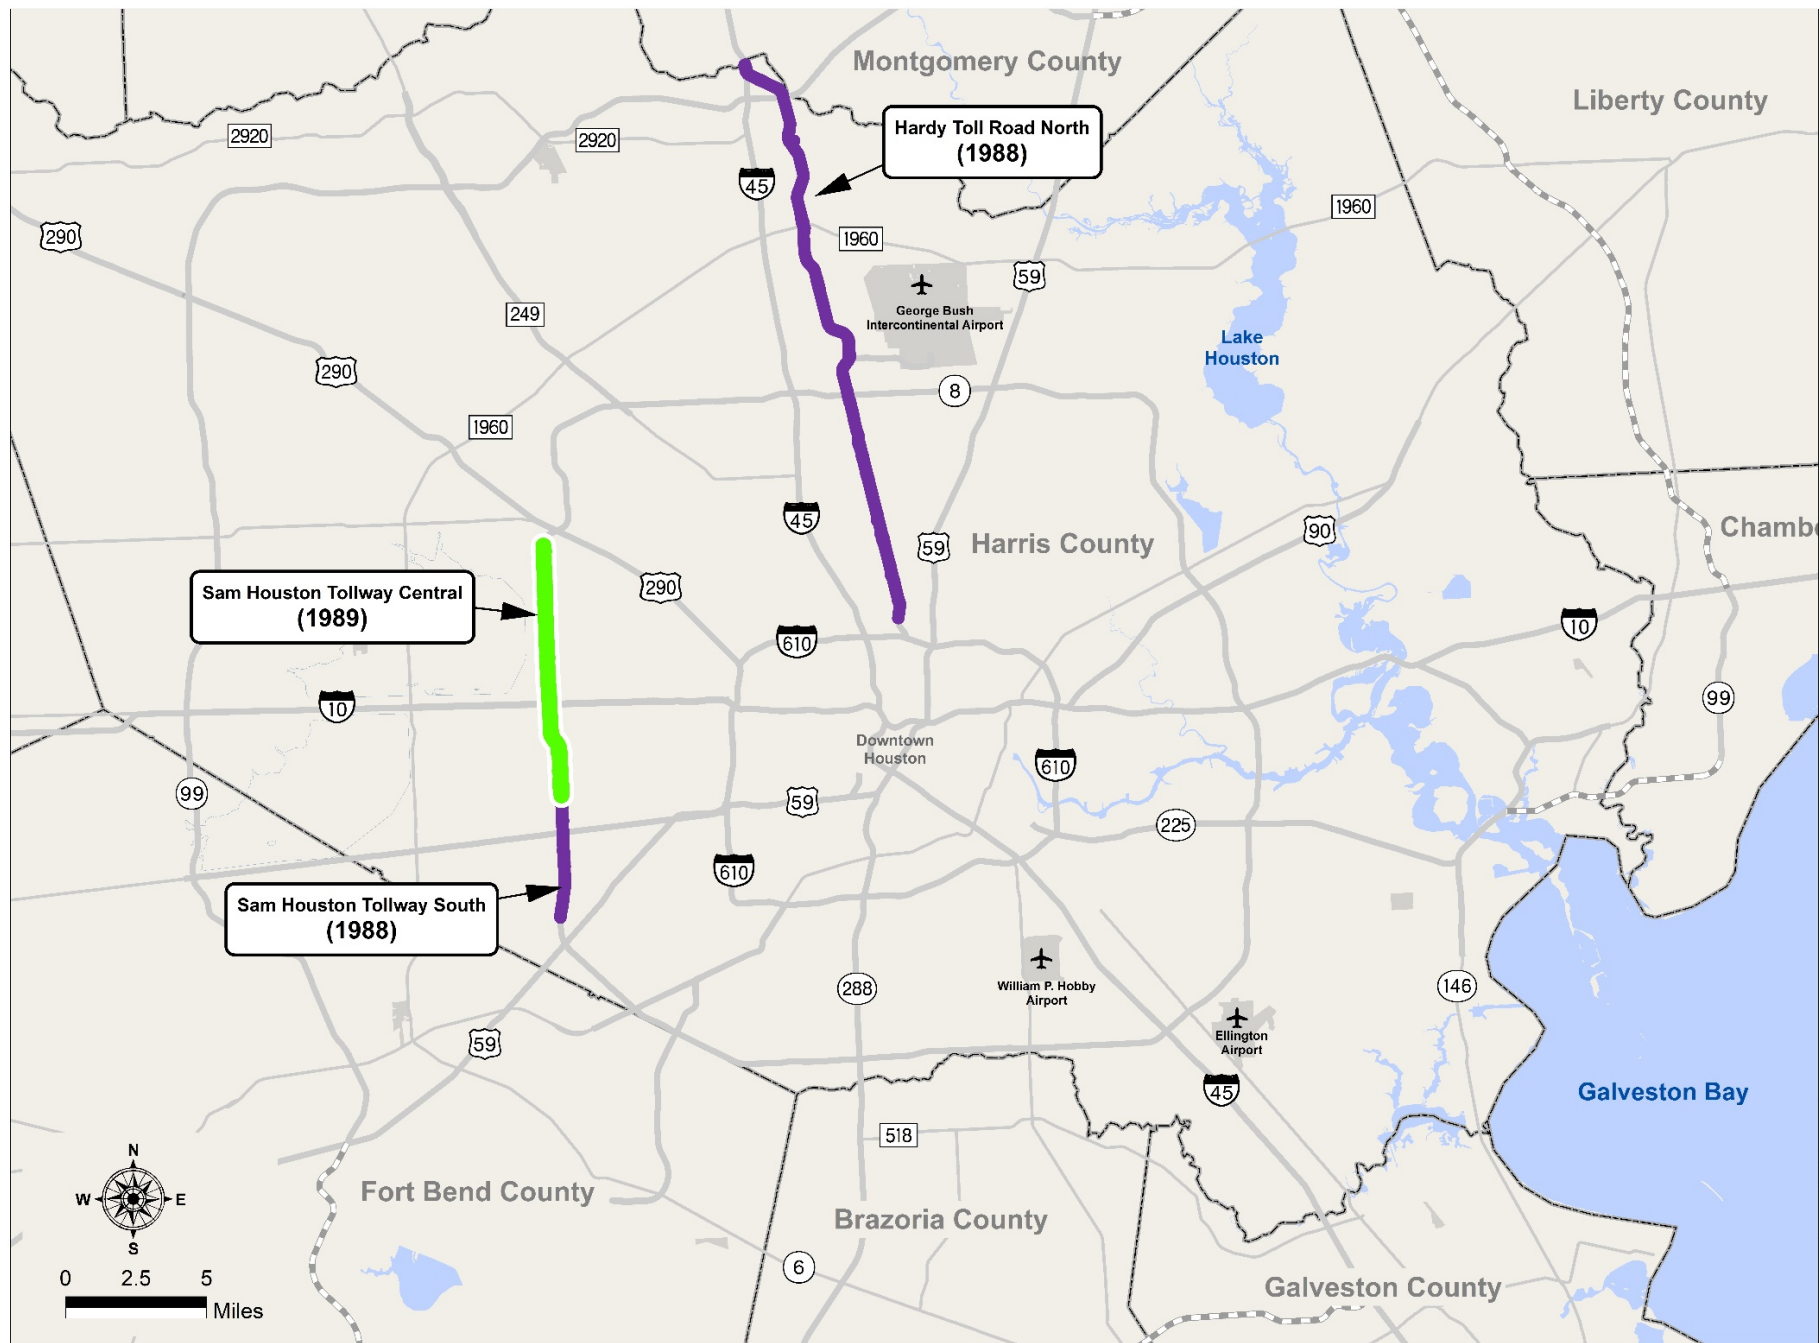 Montgomery County
Liberty County
Hardy Toll Road North
(1988)
2920
2920
45
1960
290
1960
59
George Bush
Intercontinental Airport
249
Lake
Houston
290
8
1960
45
90
59
Harris County
Chambe
Sam Houston Tollway Central
(1989)
290
610
10
10
99
Downtown
Houston
610
99
59
225
610
Sam Houston Tollway South
(1988)
288
William P. Hobby
Airport
146
Ellington
Airport
59
45
Galveston Bay
518
N
W
E
S
Fort Bend County
Brazoria County
6
Galveston County
0
2.5
5
Miles